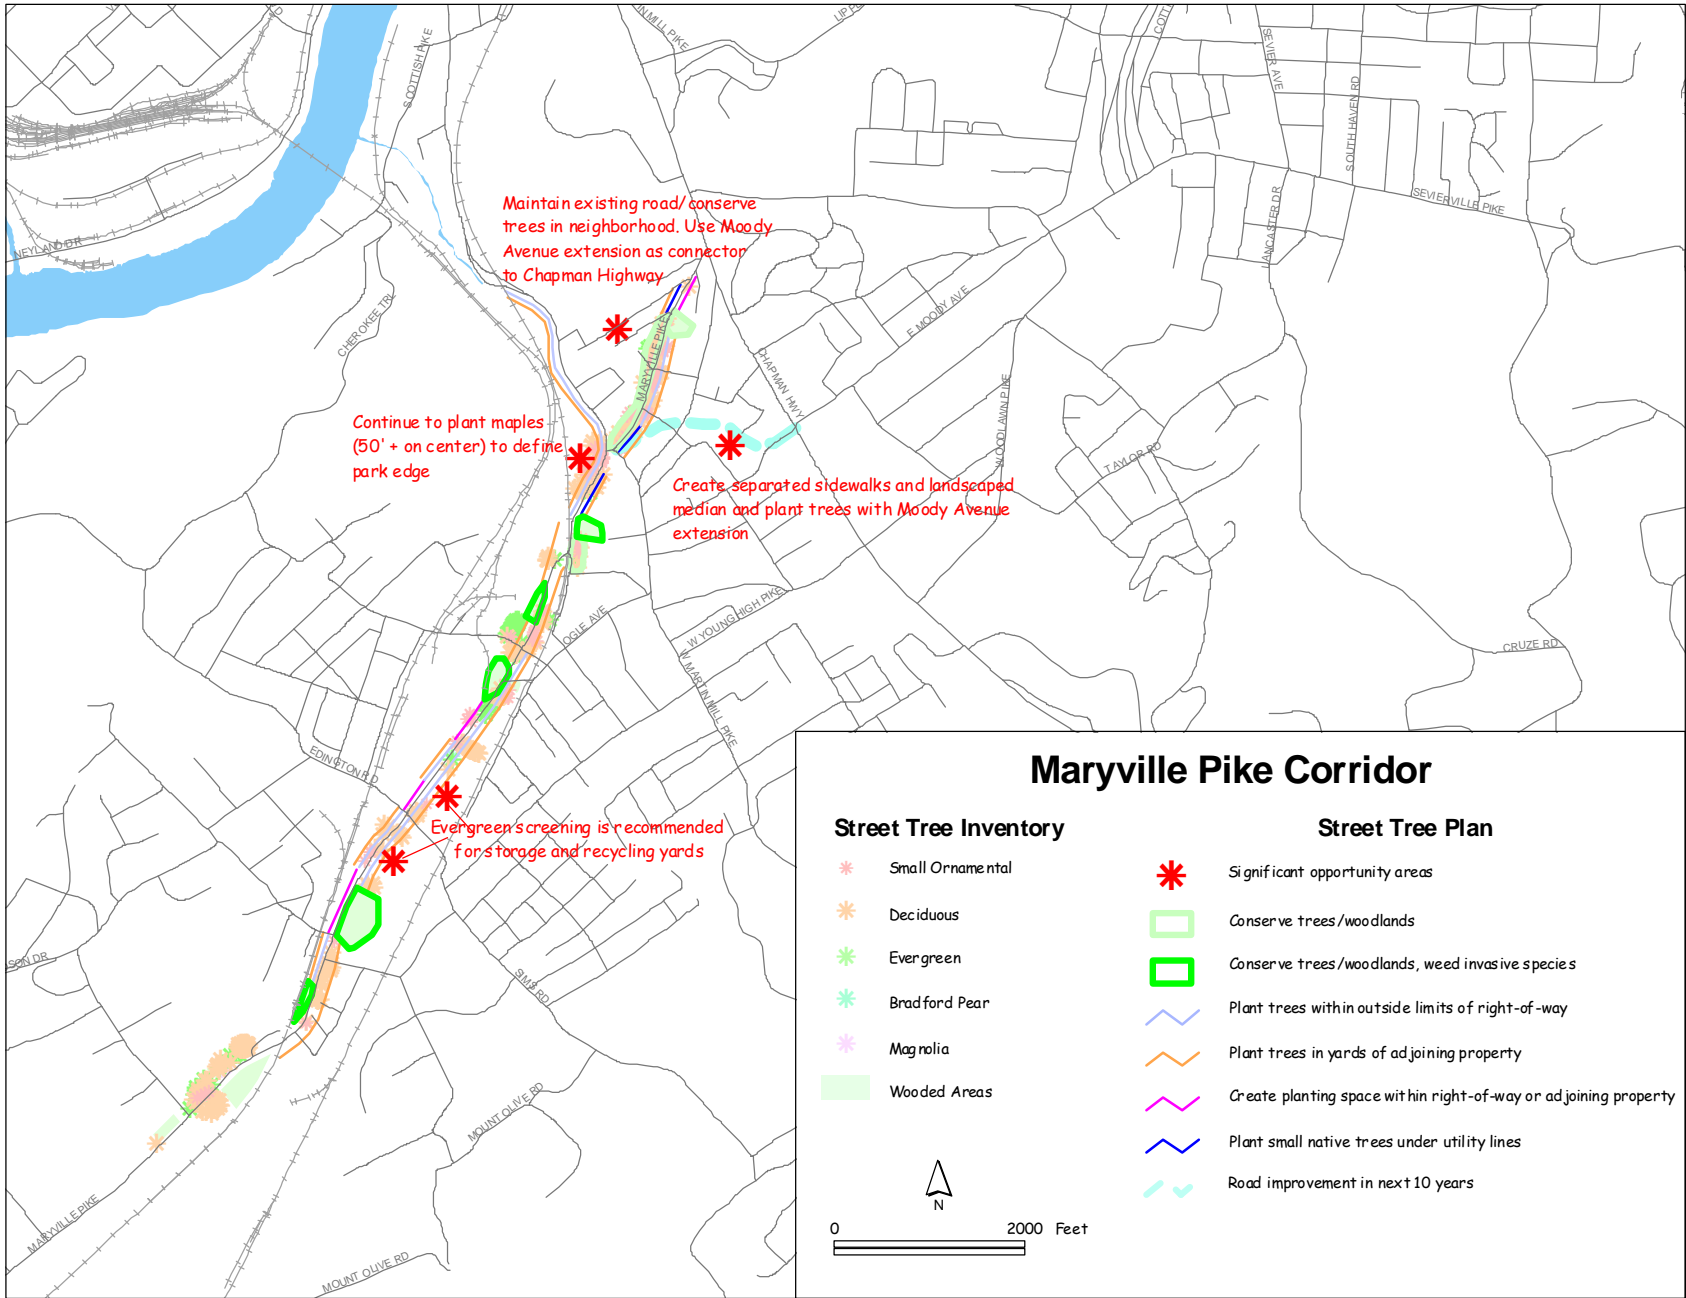 S COTTISH PIKE
IN MILL PIKE
SEVIER AVE
S OUTH HAVEN RD
SEVIERVILLE PIKE
LANCASTER DR
NEYLAND DR
Maintain existing road/conserve
trees in neighborhood. Use Moody
Avenue extension as connector
to Chapman Highway
CHEROKEE TRL
E MOODY AVE
MARYVILLE PIKE
CHAPMAN HWY
WOODLAWN PIKE
Continue to plant maples
(50' + on center) to define
park edge
TAYLOR RD
Create separated sidewalks and landscaped
median and plant trees with Moody Avenue
extension
OGLE AVE
W YOUNG HIGH PIKE
W MARTIN MILL PIKE
CRUZE RD
EDINGTON RD
Evergreen screening is recommended
for storage and recycling yards
SON DR
SIMS RD
MOUNT OLIVE RD
MARYVILLE PIKE
MOUNT OLIVE RD
Maryville Pike Corridor
Street Tree Inventory
Small Ornamental
Deciduous
Evergreen
Bradford Pear
Magnolia
Wooded Areas
Street Tree Plan
Significant opportunity areas
Conserve trees/woodlands
Conserve trees/woodlands, weed invasive species
Plant trees within outside limits of right-of-way
Plant trees in yards of adjoining property
Create planting space within right-of-way or adjoining property
Plant small native trees under utility lines
Road improvement in next 10 years
N
0 2000 Feet